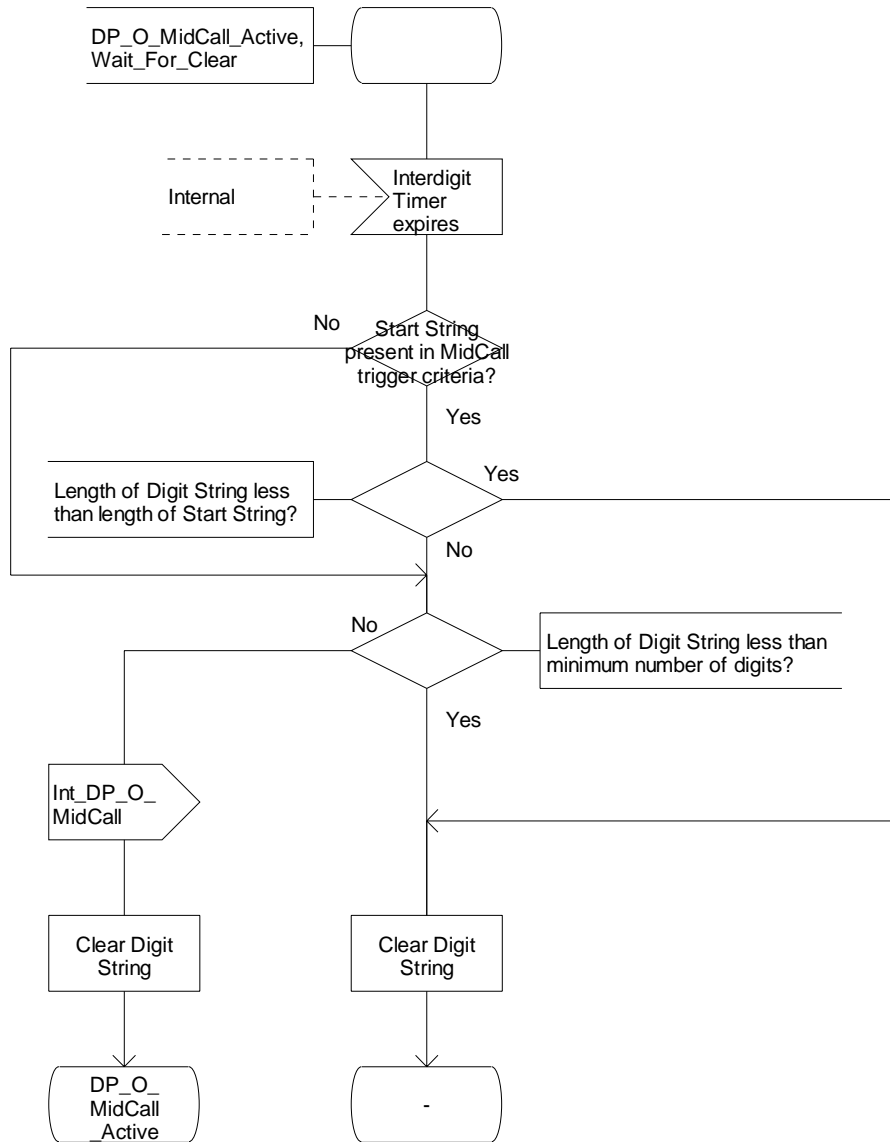 DP_O_MidCall_Active,
Wait_For_Clear
Internal
Interdigit
Timer
expires
No
Start String
present in MidCall
trigger criteria?
Yes
Length of Digit String less
than length of Start String?
Yes
No
No
Length of Digit String less than
minimum number of digits?
Yes
Int_DP_O_
MidCall
Clear Digit
String
Clear Digit
String
DP_O_
MidCall
_Active
-